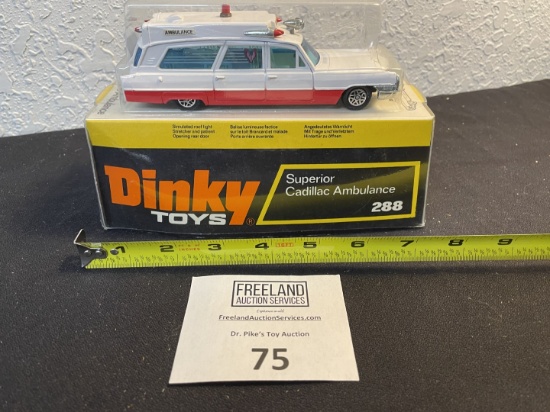 AMBULANCE
Simulated roof light
Stretcher and patient
Opening rear door
Dinky
TOYS
Superior
Cadillac Ambulance
288
1 2 3 4 5 6 7 8 9
FREELAND
AUCTION SERVICES
FreelandAuctionServices.com
Dr. Pike's Toy Auction
75